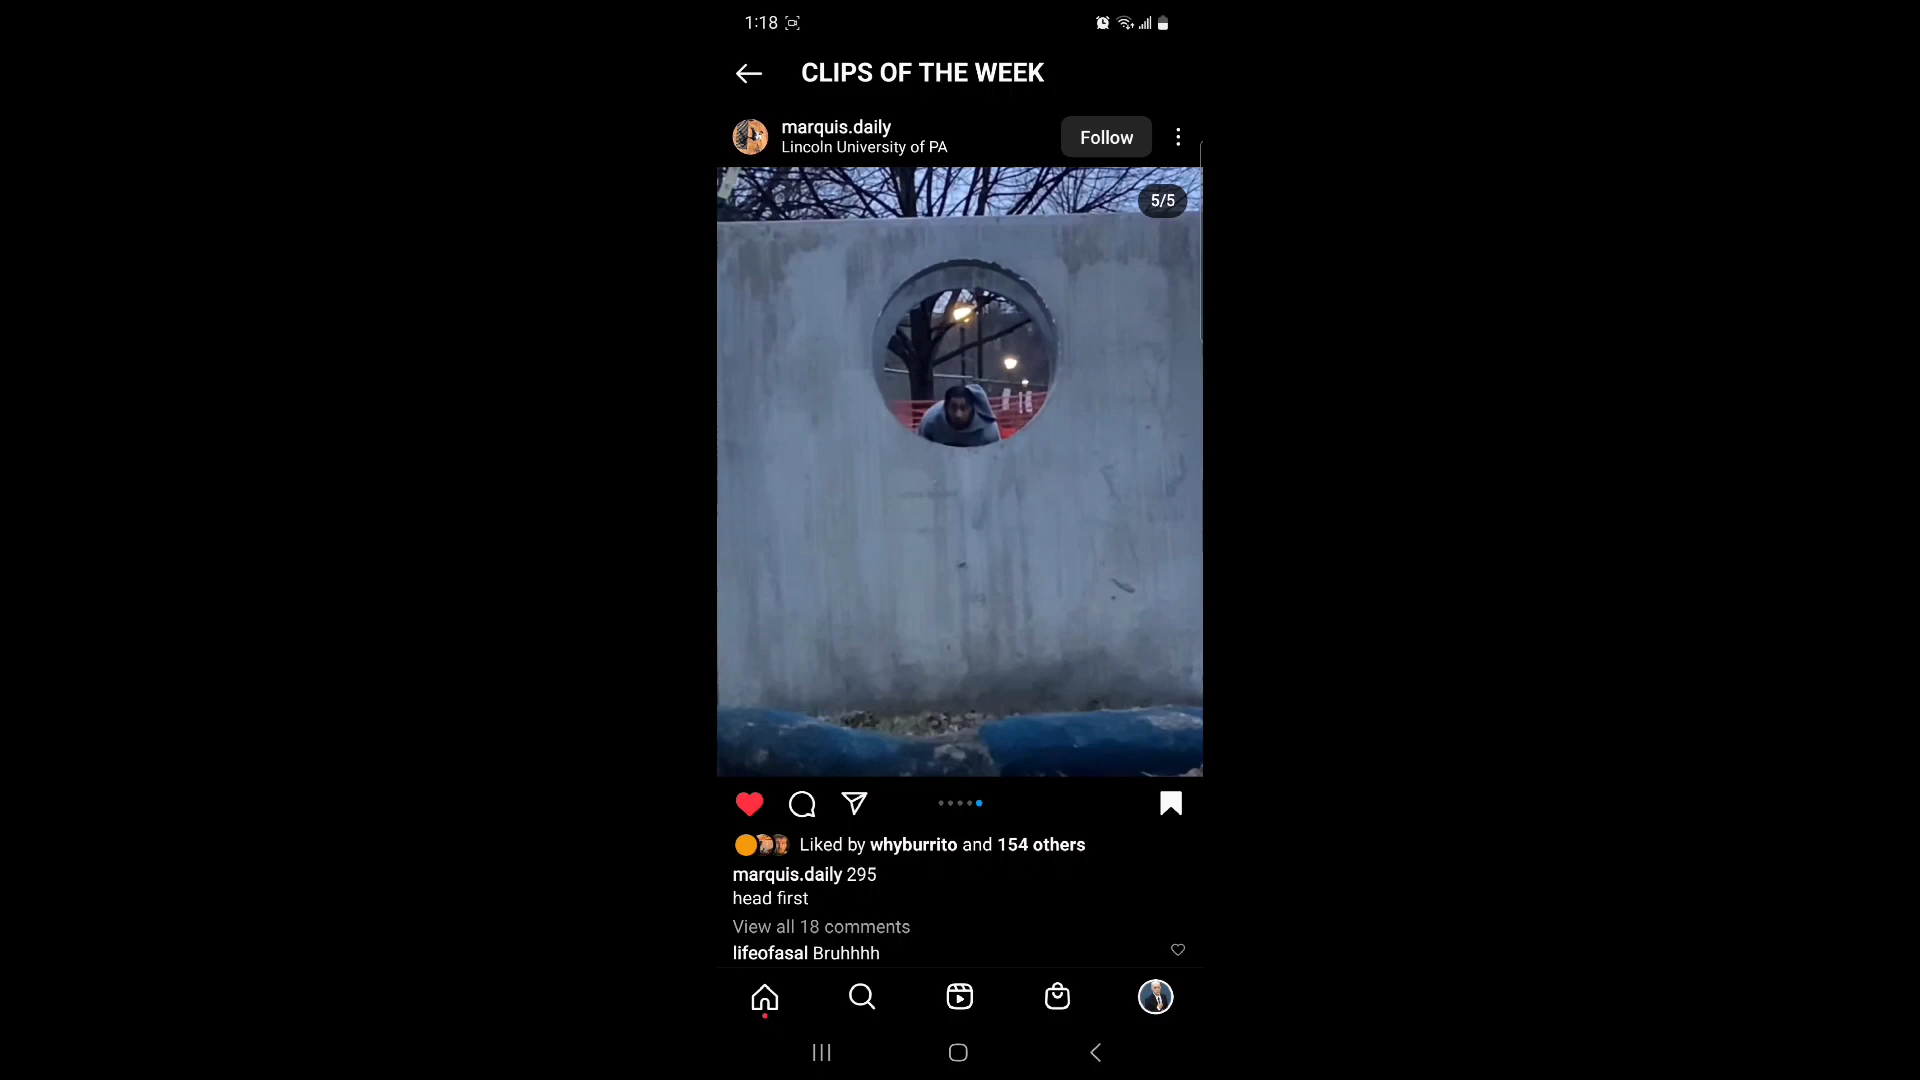 1:18
CLIPS OF THE WEEK
marquis.daily
Lincoln University of PA
Follow
5/5
Liked by whyburrito and 154 others
marquis.daily 295
head first
View all 18 comments
lifeofasal Bruhhhh